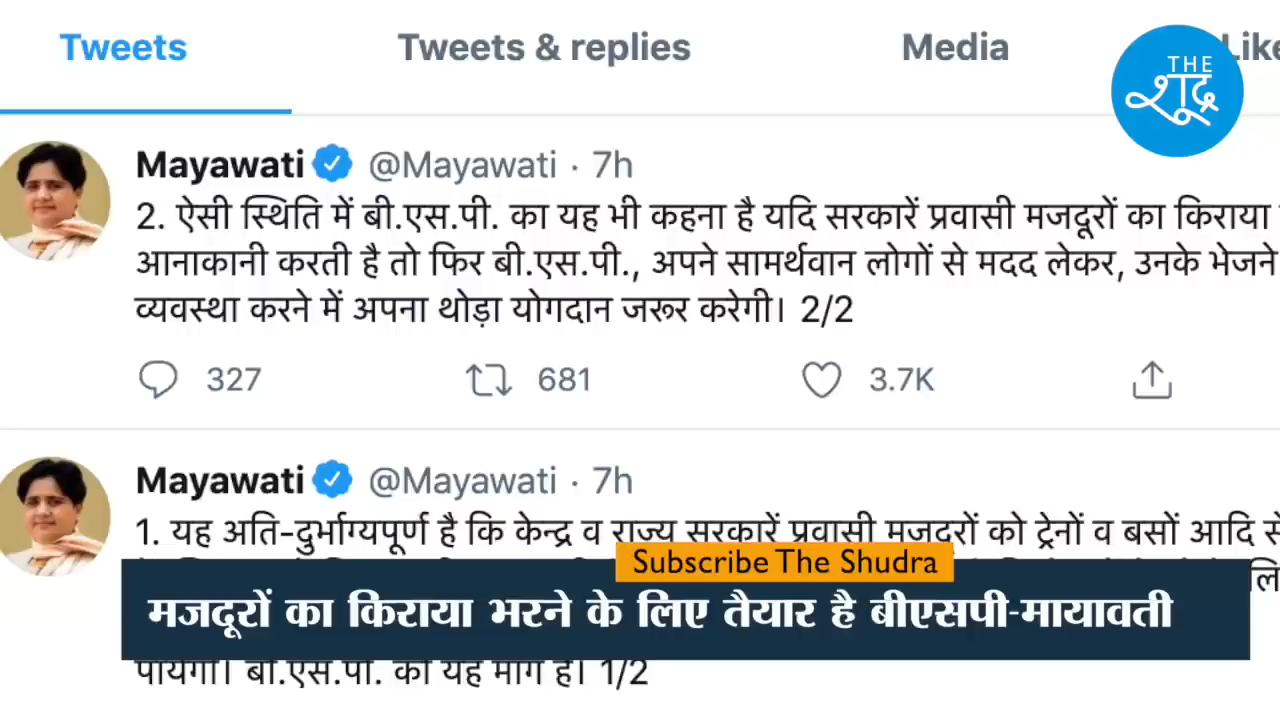 Tweets Tweets & replies Media Like
THE
शूद्र
Mayawati @Mayawati · 7h
2. ऐसी स्थिति में बी.एस.पी. का यह भी कहना है यदि सरकारें प्रवासी मजदूरों का किराया
आनाकानी करती है तो फिर बी.एस.पी., अपने सामर्थवान लोगों से मदद लेकर, उनके भेजने
व्यवस्था करने में अपना थोड़ा योगदान जरूर करेगी। 2/2
327 681 3.7K
Mayawati @Mayawati · 7h
1. यह अति-दुर्भाग्यपूर्ण है कि केन्द्र व राज्य सरकारें प्रवासी मजदूरों को ट्रेनों व बसों आदि से
Subscribe The Shudra
मजदूरों का किराया भरने के लिए तैयार है बीएसपी-मायावती
बी.एस.पी. की यह माँग है। 1/2